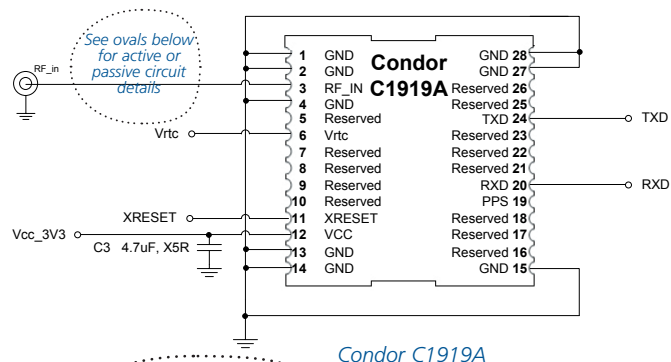 See ovals below
for active or
passive circuit
details
RF_in
Vrtc
XRESET
Vcc_3V3
C3 4.7uF, X5R
Condor
C1919A
1 GND
2 GND
3 RF_IN
4 GND
5 Reserved
6 Vrtc
7 Reserved
8 Reserved
9 Reserved
10 Reserved
11 XRESET
12 VCC
13 GND
14 GND
GND 28
GND 27
Reserved 26
Reserved 25
TXD 24
Reserved 23
Reserved 22
Reserved 21
RXD 20
PPS 19
Reserved 18
Reserved 17
Reserved 16
GND 15
TXD
RXD
Condor C1919A